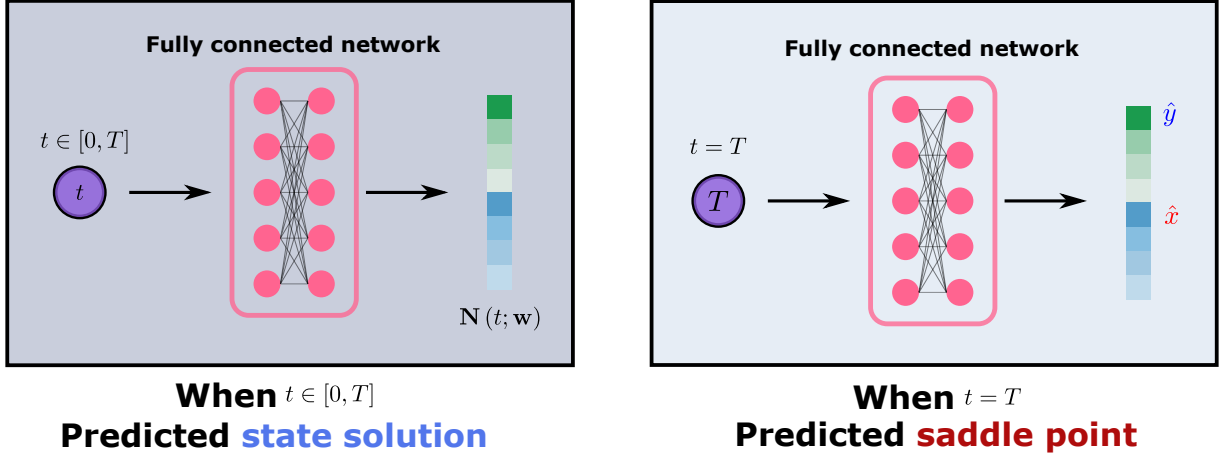 Fully connected network
t ∈ [0, T]
t
N (t; w)
When t ∈ [0, T]
Predicted state solution
Fully connected network
t = T
T
ŷ
x̂
When t = T
Predicted saddle point